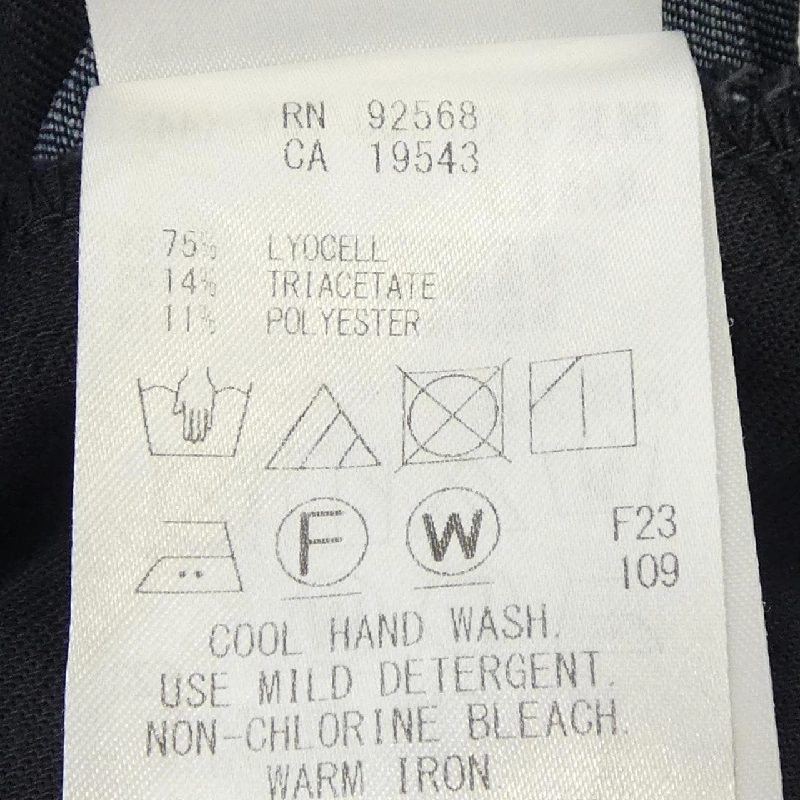 RN 92568
CA 19543
75% LYOCELL
14% TRIACETATE
11% POLYESTER
F W
F23
109
COOL HAND WASH.
USE MILD DETERGENT.
NON-CHLORINE BLEACH.
WARM IRON